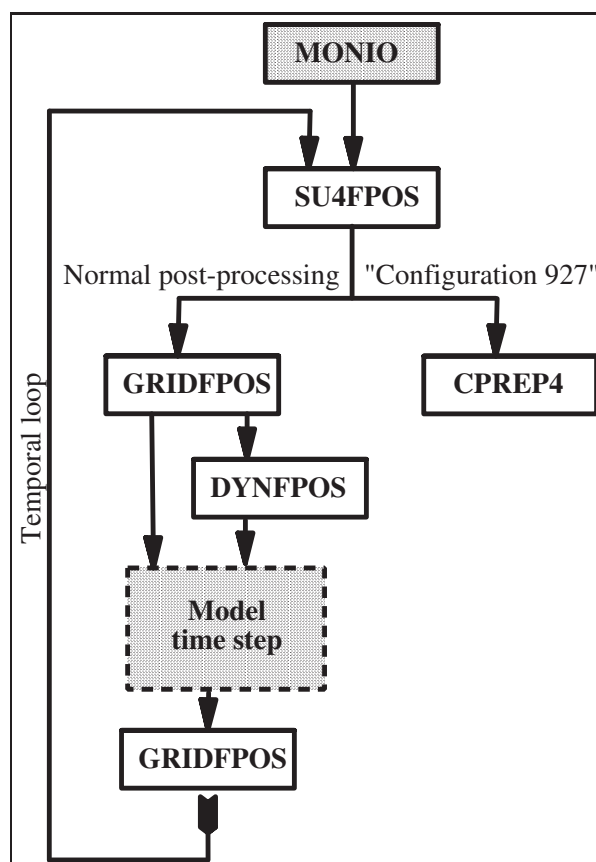 MONIO
SU4FPOS
Normal post-processing
"Configuration 927"
GRIDFPOS
CPREP4
Temporal loop
DYNFPOS
Model
time step
GRIDFPOS